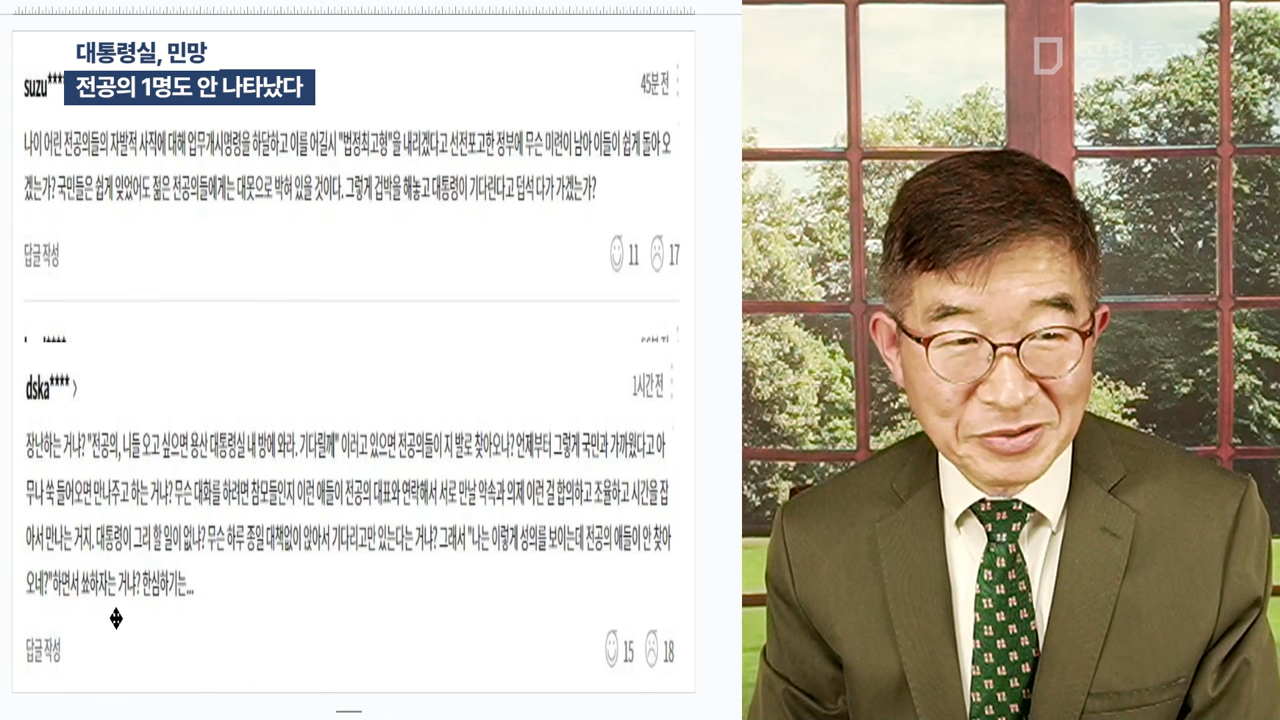 대통령실, 민망
전공의 1명도 안 나타났다
suzu****
45분 전
나이 어린 전공의들의 자발적 사직에 대해 업무개시명령을 하달하고 이를 어길시 "법정최고형"을 내리겠다고 선전포고한 정부에 무슨 미련이 남아 이들이 쉽게 돌아 오
겠는가? 국민들은 쉽게 잊었어도 젊은 전공의들에게는 대못으로 박혀 있을 것이다. 그렇게 겁박을 해놓고 대통령이 기다린다고 덥석 다가 가겠는가?
답글 작성
11 17
dska****
1시간 전
장난하는 거냐? "전공의, 니들 오고 싶으면 용산 대통령실 내 방에 와라. 기다릴께" 이러고 있으면 전공의들이 지 발로 찾아오나? 언제부터 그렇게 국민과 가까웠다고 아
무나 쑥 들어오면 만나주고 하는 거냐? 무슨 대화를 하려면 참모들인지 이런 애들이 전공의 대표와 연락해서 서로 만날 약속과 의제 이런 걸 합의하고 조율하고 시간을 잡
아서 만나는 거지. 대통령이 그리 할 일이 없냐? 무슨 하루 종일 대책없이 앉아서 기다리고만 있는다는 거냐? 그래서 "나는 이렇게 성의를 보이는데 전공의 애들이 안 찾아
오네?"하면서 쑈하자는 거냐? 한심하기는...
답글 작성
15 18